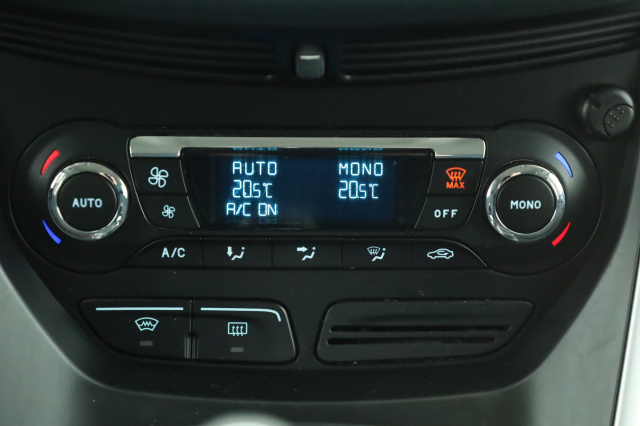 AUTO MONO
20.5°C 20.5°C
A/C ON
MAX
AUTO
OFF
MONO
A/C